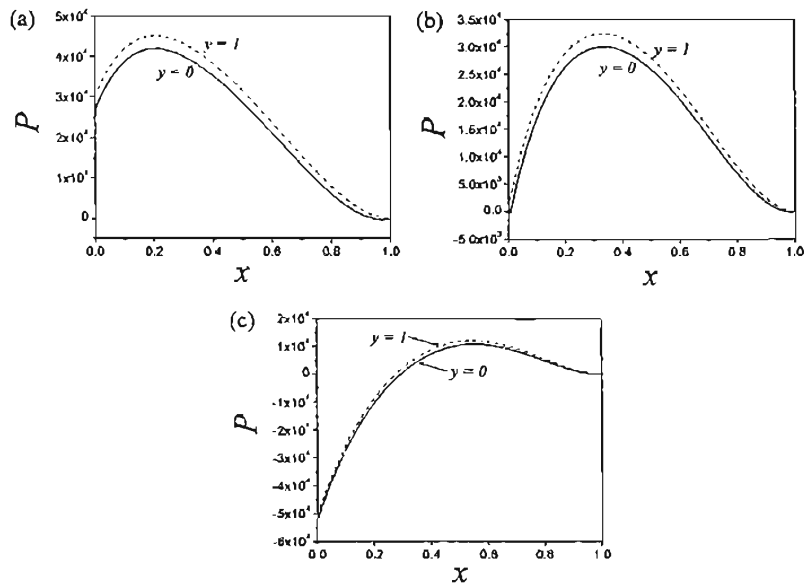 (a)
5x10⁴
4x10⁴
3x10⁴
2x10⁴
1x10⁴
0
P
y = 1
y = 0
0.0 0.2 0.4 0.6 0.8 1.0
x
(b)
3.5x10⁴
3.0x10⁴
2.5x10⁴
2.0x10⁴
1.5x10⁴
1.0x10⁴
5.0x10³
0.0
-5.0x10³
P
y = 1
y = 0
0.0 0.2 0.4 0.6 0.8 1.0
x
(c)
2x10⁴
1x10⁴
0
-1x10⁴
-2x10⁴
-3x10⁴
-4x10⁴
-5x10⁴
-6x10⁴
P
y = 1
y = 0
0.0 0.2 0.4 0.6 0.8 1.0
x